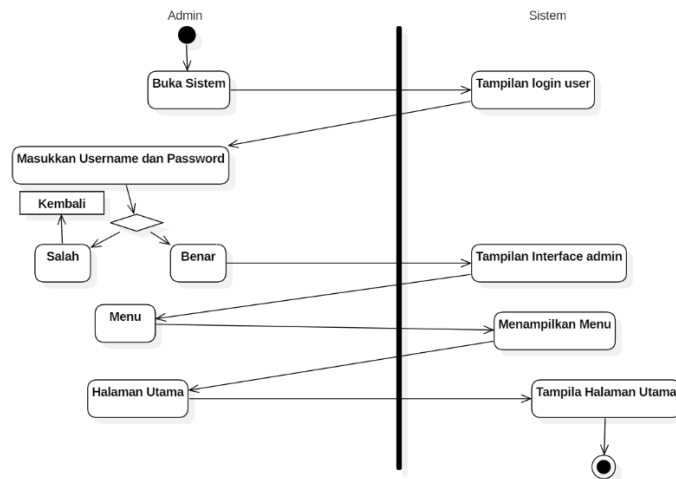 Admin
Sistem
Buka Sistem
Tampilan login user
Masukkan Username dan Password
Kembali
Salah
Benar
Tampilan Interface admin
Menu
Menampilkan Menu
Halaman Utama
Tampila Halaman Utama